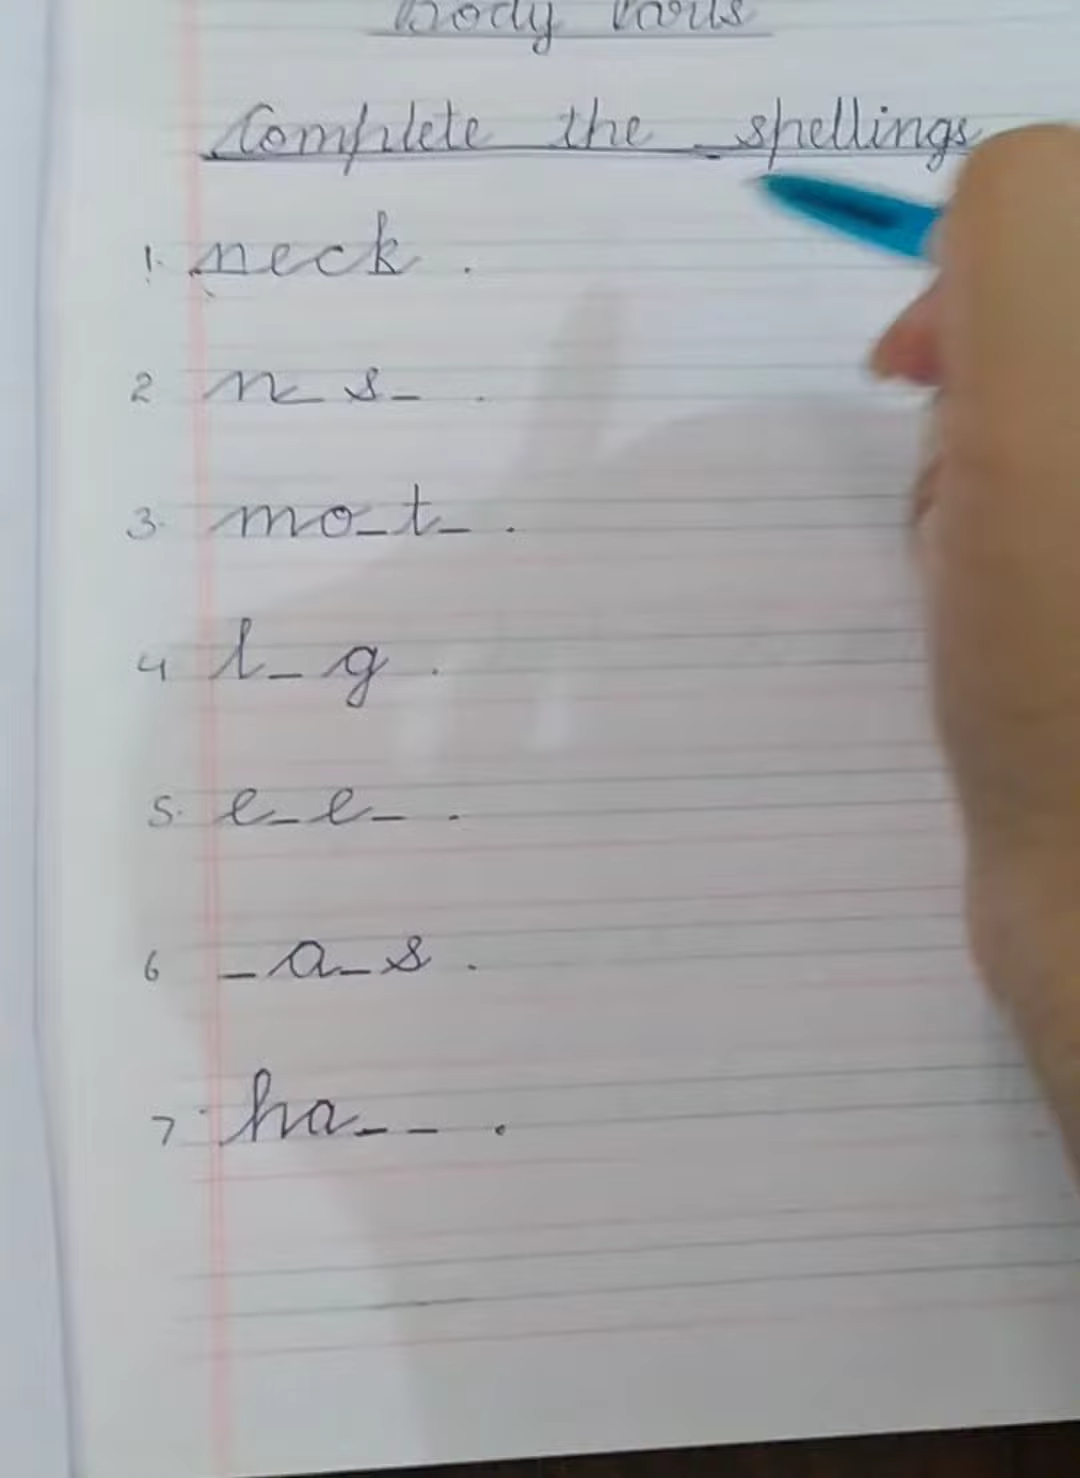 Body Parts
Complete the spellings
1. neck.
2 n_s_.
3. mo_t_.
4 l_g.
5. e_e_.
6 _a_s.
7. ha__.